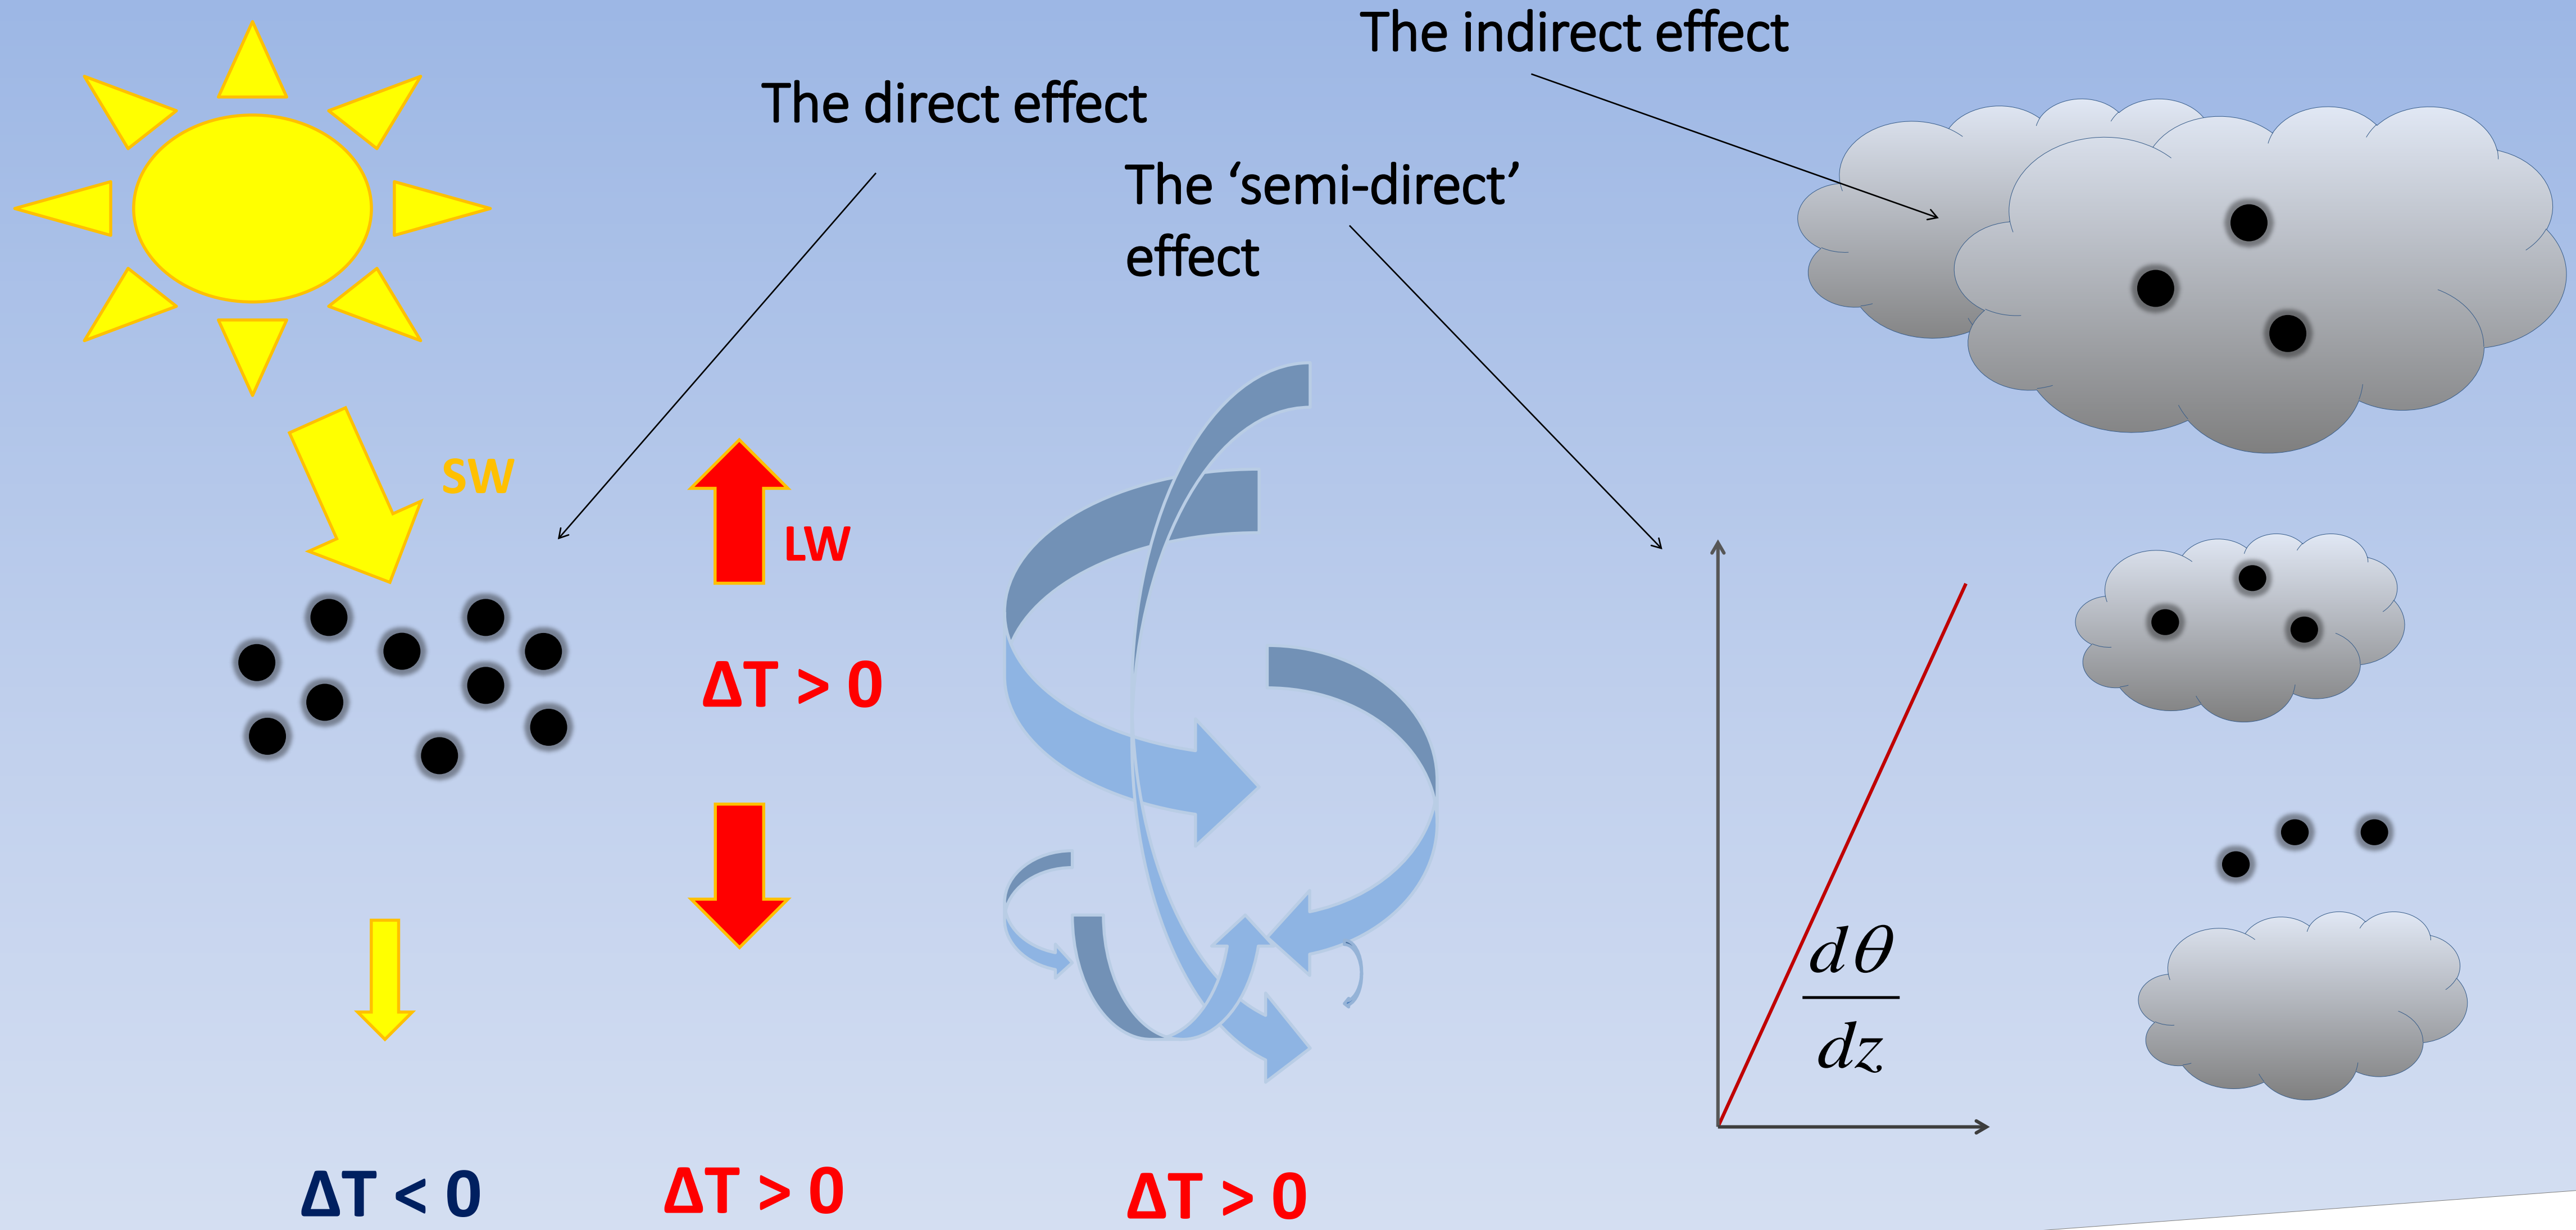 The indirect effect
The direct effect
The ‘semi-direct’
effect
SW
LW
ΔT > 0
dθ
dz
ΔT < 0
ΔT > 0
ΔT > 0